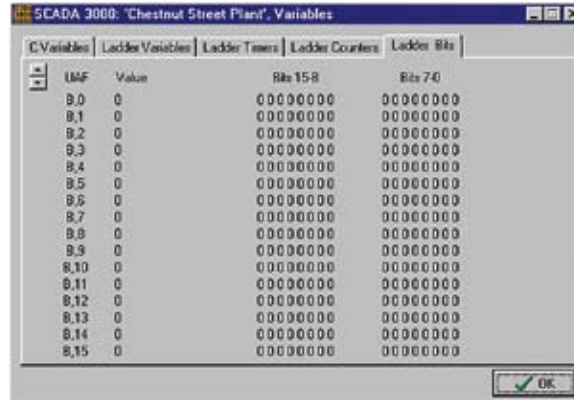 SCADA 3000: 'Chestnut Street Plant', Variables
C Variables Ladder Variables Ladder Timers Ladder Counters Ladder Bits
UAF Value Bits 15-8 Bits 7-0
B,0 0 00000000 00000000
B,1 0 00000000 00000000
B,2 0 00000000 00000000
B,3 0 00000000 00000000
B,4 0 00000000 00000000
B,5 0 00000000 00000000
B,6 0 00000000 00000000
B,7 0 00000000 00000000
B,8 0 00000000 00000000
B,9 0 00000000 00000000
B,10 0 00000000 00000000
B,11 0 00000000 00000000
B,12 0 00000000 00000000
B,13 0 00000000 00000000
B,14 0 00000000 00000000
B,15 0 00000000 00000000
OK